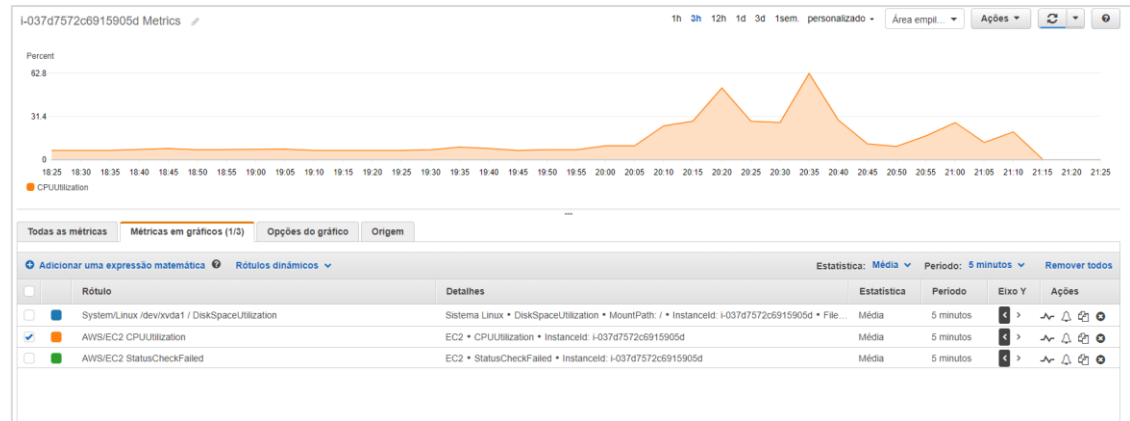 i-037d7572c6915905d Metrics
1h 3h 12h 1d 3d 1sem. personalizado
Área empil...
Ações
Percent
62.8
31.4
0
18:25 18:30 18:35 18:40 18:45 18:50 18:55 19:00 19:05 19:10 19:15 19:20 19:25 19:30 19:35 19:40 19:45 19:50 19:55 20:00 20:05 20:10 20:15 20:20 20:25 20:30 20:35 20:40 20:45 20:50 20:55 21:00 21:05 21:10 21:15 21:20 21:25
CPUUtilization
Todas as métricas Métricas em gráficos (1/3) Opções do gráfico Origem
Adicionar uma expressão matemática Rótulos dinâmicos Estatística: Média Período: 5 minutos Remover todos
Rótulo Detalhes Estatística Período Eixo Y Ações
System/Linux /dev/xvda1 / DiskSpaceUtilization Sistema Linux • DiskSpaceUtilization • MountPath: / • InstanceId: i-037d7572c6915905d • File... Média 5 minutos
AWS/EC2 CPUUtilization EC2 • CPUUtilization • InstanceId: i-037d7572c6915905d Média 5 minutos
AWS/EC2 StatusCheckFailed EC2 • StatusCheckFailed • InstanceId: i-037d7572c6915905d Média 5 minutos